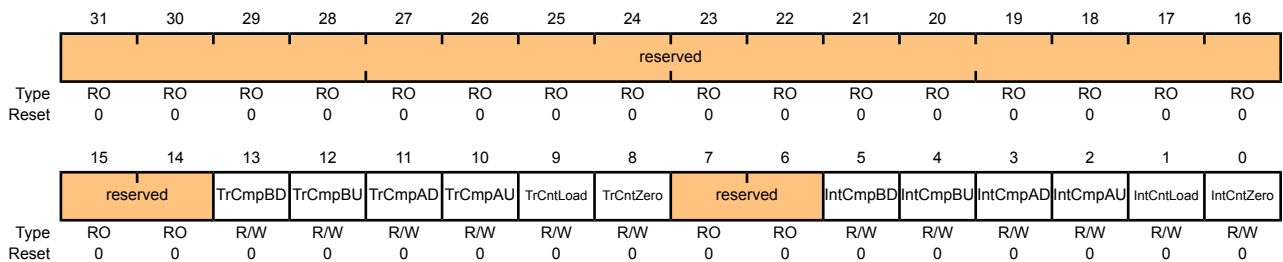 31 30 29 28 27 26 25 24 23 22 21 20 19 18 17 16
reserved
Type RO RO RO RO RO RO RO RO RO RO RO RO RO RO RO RO
Reset 0 0 0 0 0 0 0 0 0 0 0 0 0 0 0 0
15 14 13 12 11 10 9 8 7 6 5 4 3 2 1 0
reserved TrCmpBD TrCmpBU TrCmpAD TrCmpAU TrCntLoad TrCntZero reserved IntCmpBD IntCmpBU IntCmpAD IntCmpAU IntCntLoad IntCntZero
Type RO RO R/W R/W R/W R/W R/W R/W RO RO R/W R/W R/W R/W R/W R/W
Reset 0 0 0 0 0 0 0 0 0 0 0 0 0 0 0 0